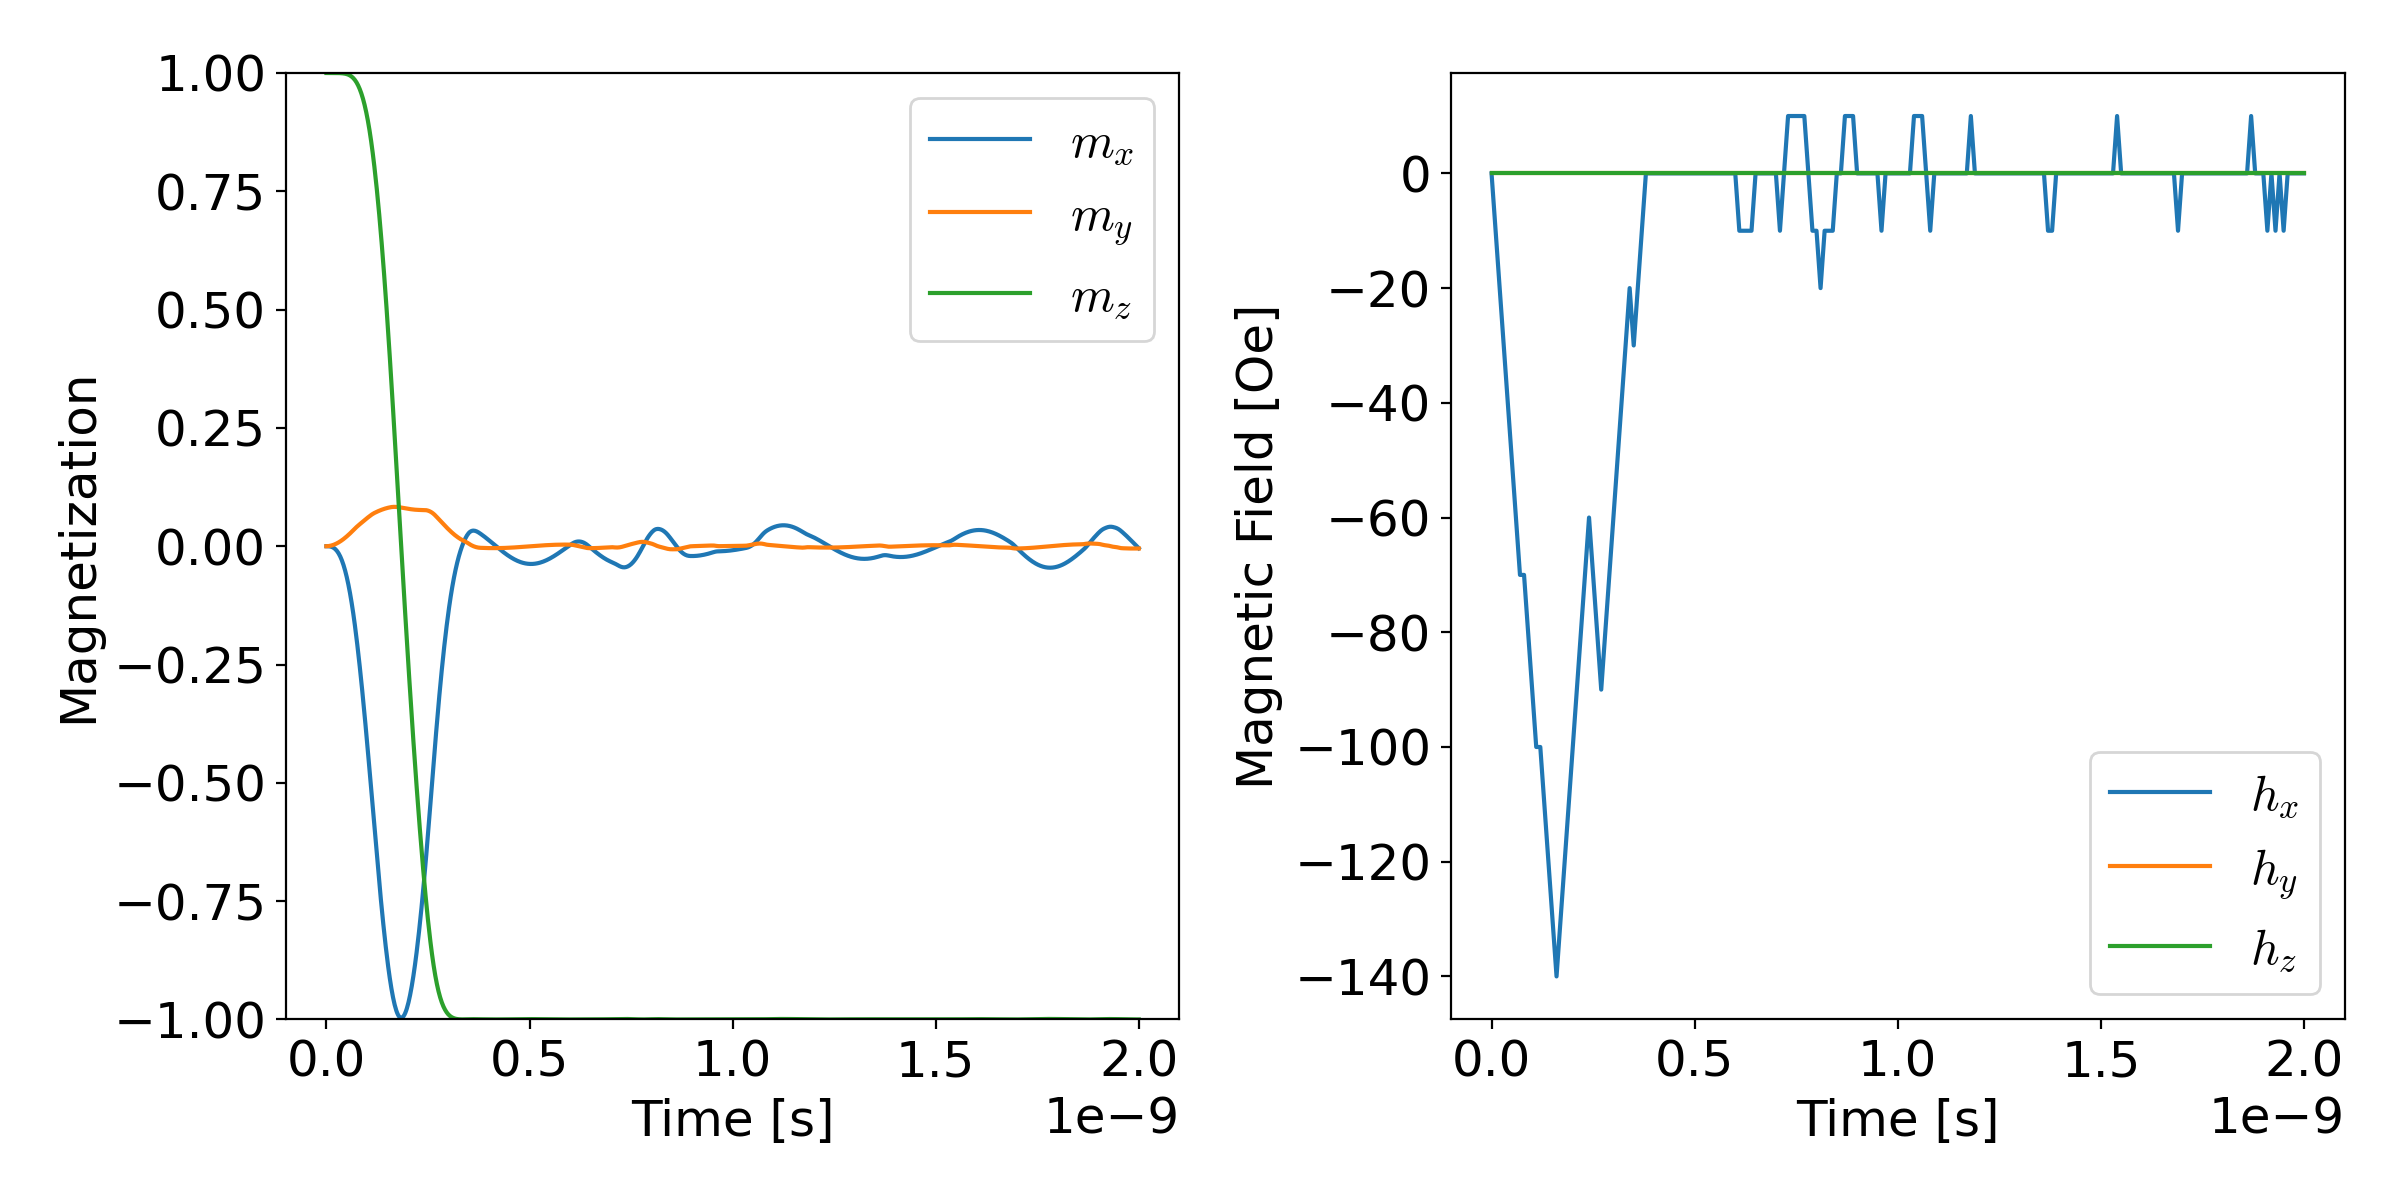 1.00
0.75
0.50
0.25
0.00
−0.25
−0.50
−0.75
−1.00
Magnetization
m_x
m_y
m_z
0.0 0.5 1.0 1.5 2.0
Time [s]
1e−9
0
−20
−40
−60
−80
−100
−120
−140
Magnetic Field [Oe]
h_x
h_y
h_z
0.0 0.5 1.0 1.5 2.0
Time [s]
1e−9